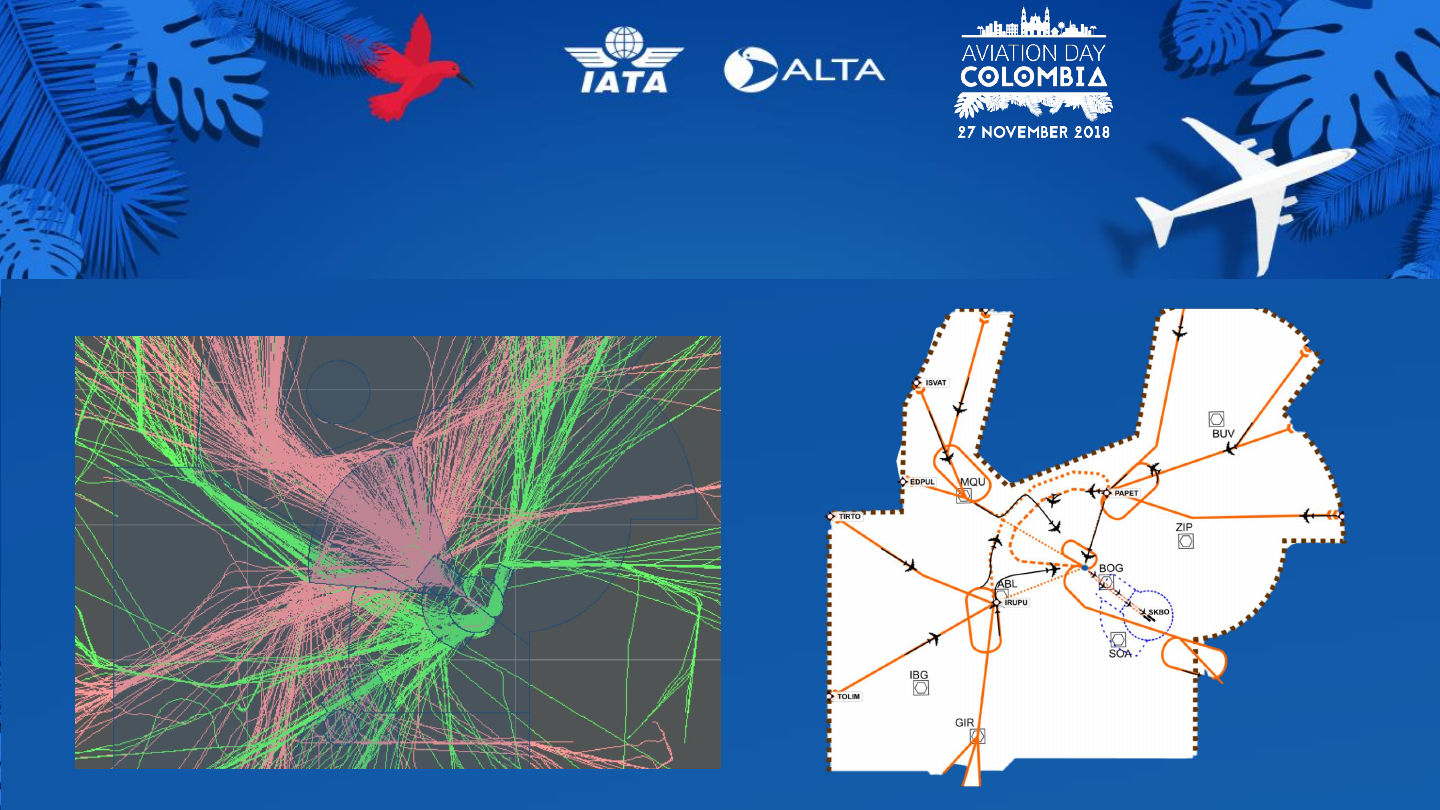 IATA
ALTA
AVIATION DAY
COLOMBIA
27 NOVEMBER 2018
ISVAT
BUV
EDPUL
MQU
PAPET
TIRTO
ZIP
BOG
ABL
IRUPU
SKBO
SOA
IBG
TOLIM
GIR